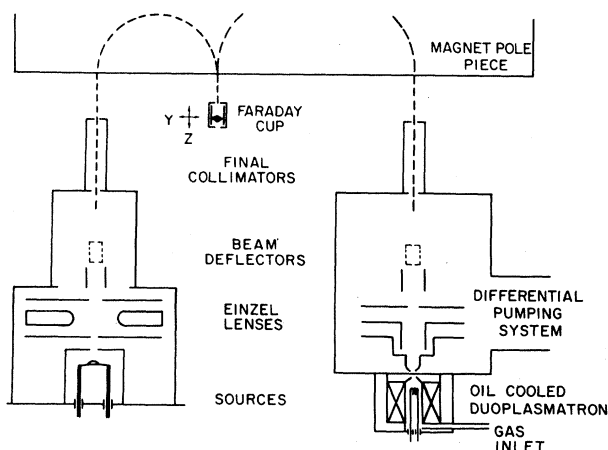 MAGNET POLE
PIECE
Y
Z
FARADAY
CUP
FINAL
COLLIMATORS
BEAM
DEFLECTORS
EINZEL
LENSES
DIFFERENTIAL
PUMPING
SYSTEM
SOURCES
OIL COOLED
DUOPLASMATRON
GAS
INLET